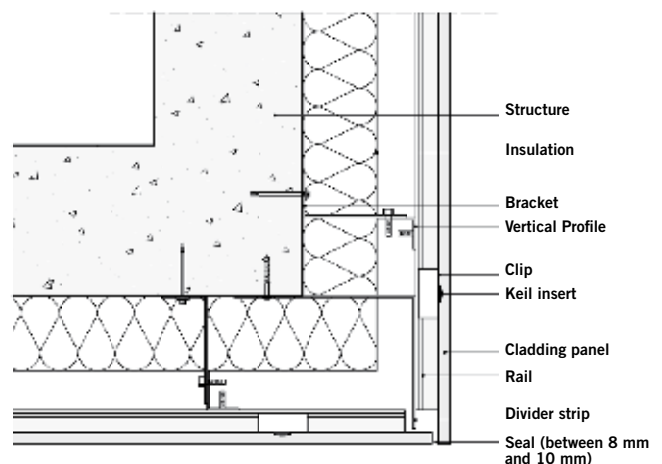 Structure
Insulation
Bracket
Vertical Profile
Clip
Keil insert
Cladding panel
Rail
Divider strip
Seal (between 8 mm
and 10 mm)